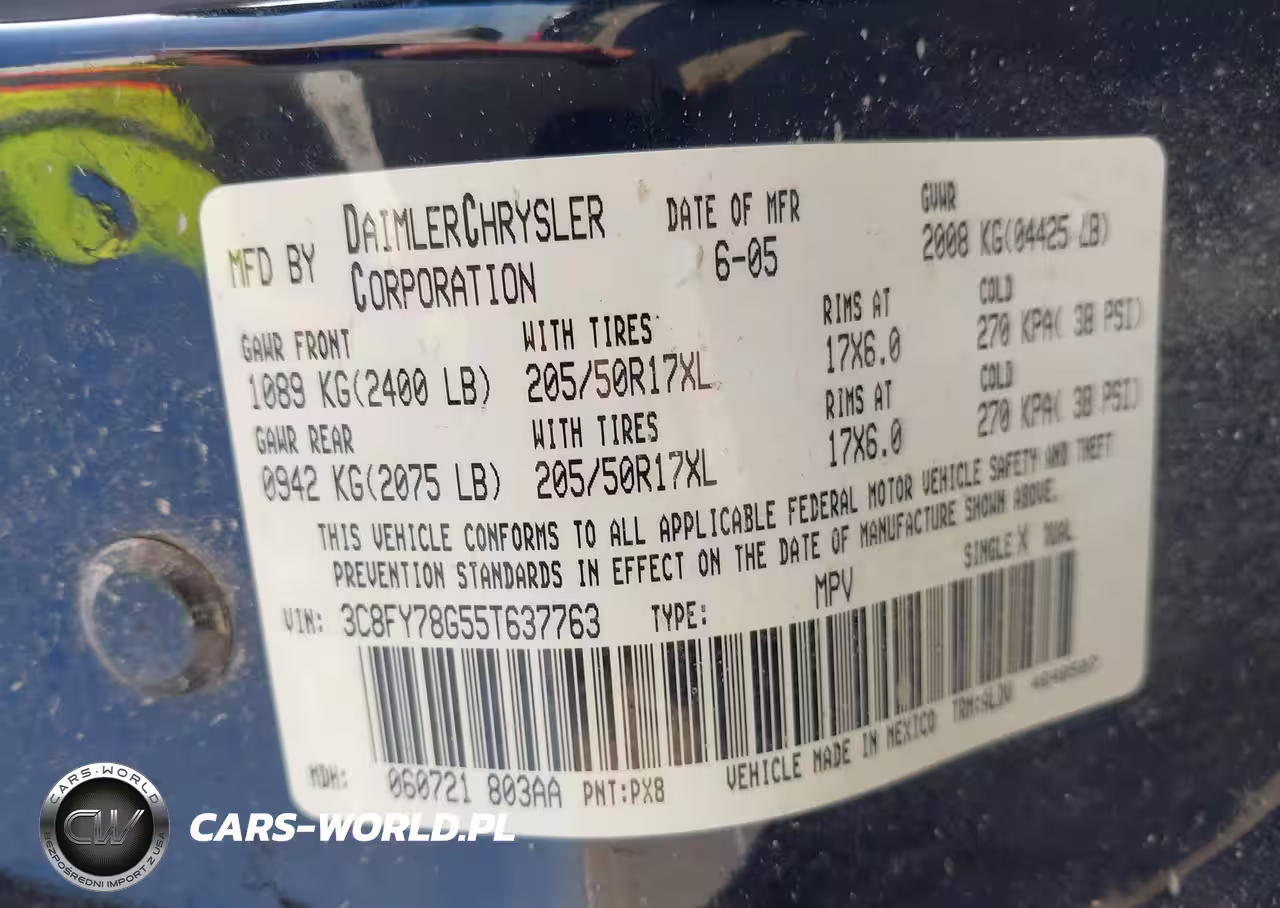 MFD BY DAIMLERCHRYSLER CORPORATION
DATE OF MFR
6-05
GVWR
2008 KG(04425 LB)
GAWR FRONT
1089 KG(2400 LB)
WITH TIRES
205/50R17XL
RIMS AT
17X6.0
COLD
270 KPA( 38 PSI)
GAWR REAR
0942 KG(2075 LB)
WITH TIRES
205/50R17XL
RIMS AT
17X6.0
COLD
270 KPA( 38 PSI)
THIS VEHICLE CONFORMS TO ALL APPLICABLE FEDERAL MOTOR VEHICLE SAFETY AND THEFT
PREVENTION STANDARDS IN EFFECT ON THE DATE OF MANUFACTURE SHOWN ABOVE.
VIN: 3C8FY78G55T637763
TYPE: MPV
SINGLE X DUAL
MDH: 060721 803AA
PNT:PX8
VEHICLE MADE IN MEXICO
CARS-WORLD
CW
BEZPOŚREDNI IMPORT Z USA
CARS-WORLD.PL